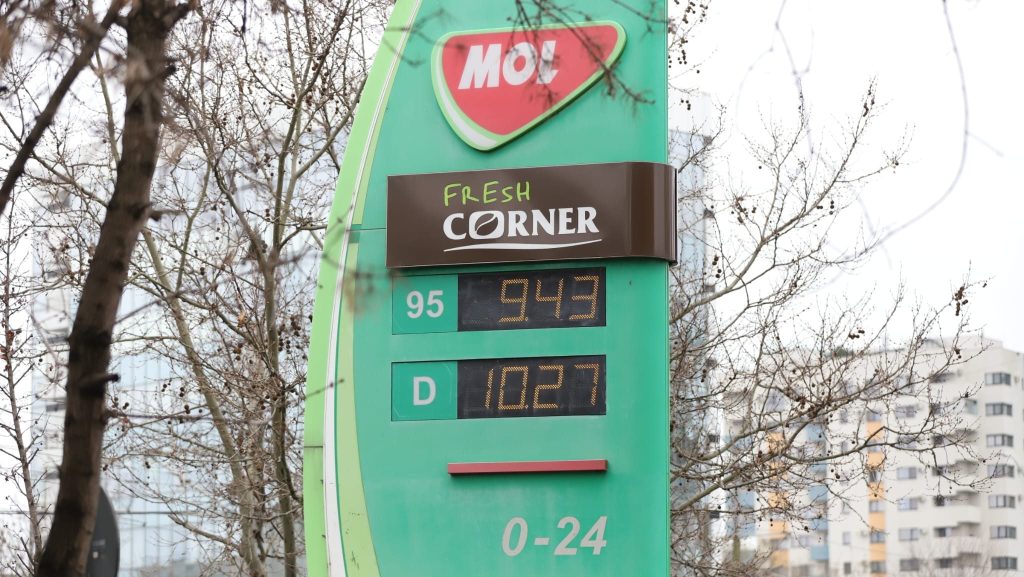 MOL
FRESH
CORNER
95 9.43
D 10.27
0-24